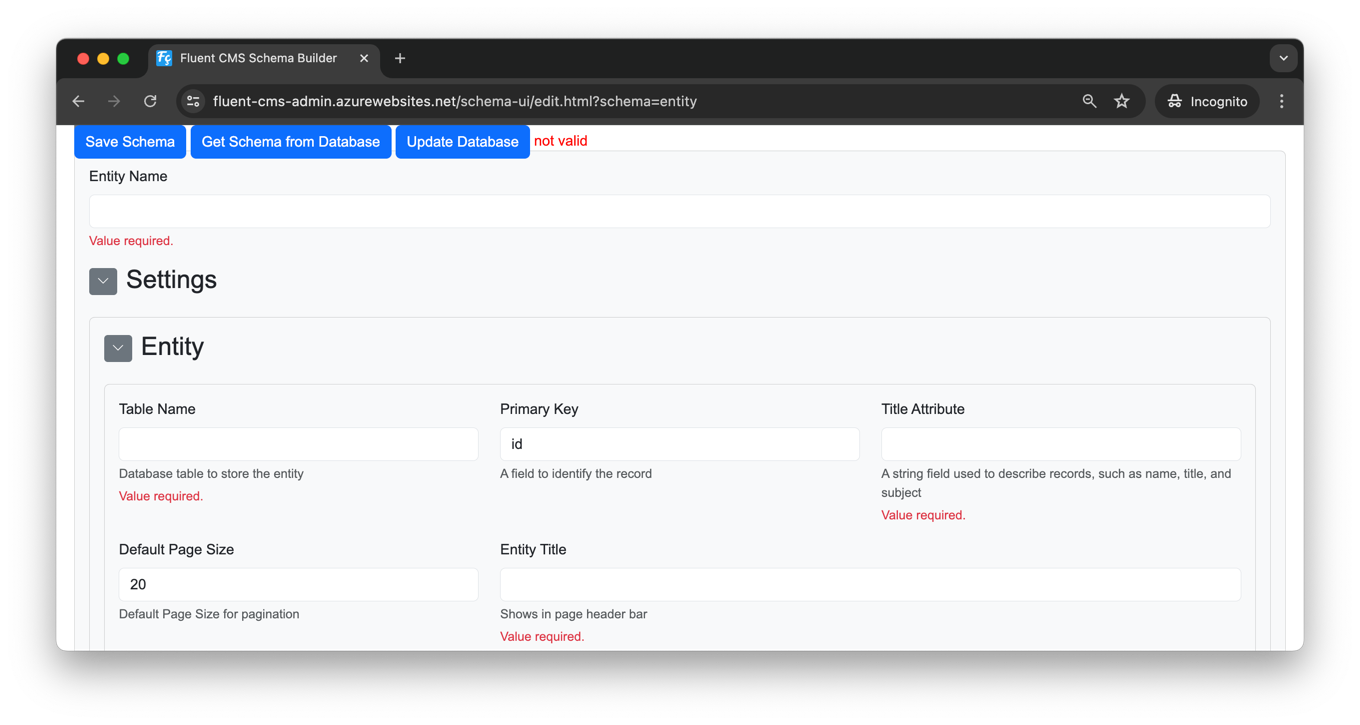 Fluent CMS Schema Builder
fluent-cms-admin.azurewebsites.net/schema-ui/edit.html?schema=entity
Incognito
Save Schema
Get Schema from Database
Update Database
not valid
Entity Name
Value required.
Settings
Entity
Table Name
Primary Key
Title Attribute
id
Database table to store the entity
A field to identify the record
A string field used to describe records, such as name, title, and
subject
Value required.
Value required.
Default Page Size
Entity Title
20
Default Page Size for pagination
Shows in page header bar
Value required.